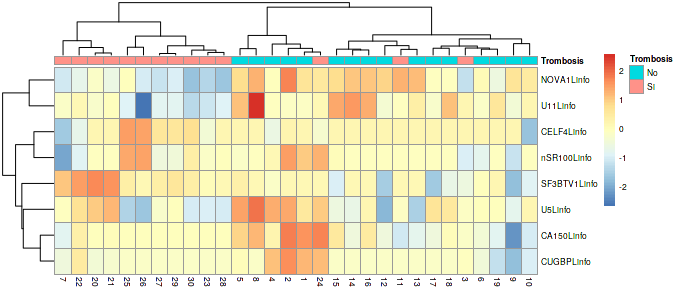 Trombosis
NOVA1Linfo
U11Linfo
CELF4Linfo
nSR100Linfo
SF3BTV1Linfo
U5Linfo
CA150Linfo
CUGBPLinfo
7 22 20 21 25 26 27 29 30 23 28 5 8 4 2 1 24 15 14 16 12 11 13 17 18 3 6 19 9 10
2
1
0
-1
-2
Trombosis
No
SI